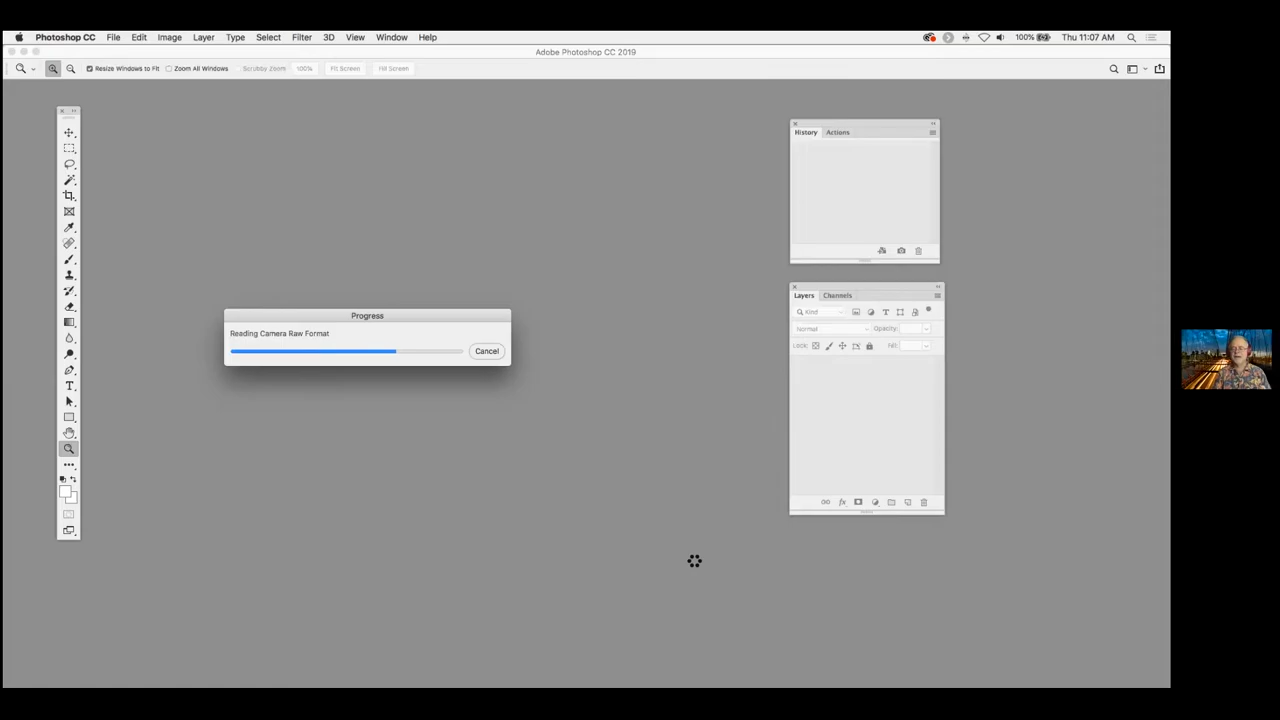 Photoshop CC File Edit Image Layer Type Select Filter 3D View Window Help 100% Thu 11:07 AM
Adobe Photoshop CC 2019
Resize Windows to Fit Zoom All Windows Scrubby Zoom 100% Fit Screen Fill Screen
History Actions
Progress
Reading Camera Raw Format
Cancel
Layers Channels
Kind
Normal Opacity:
Lock: Fill: